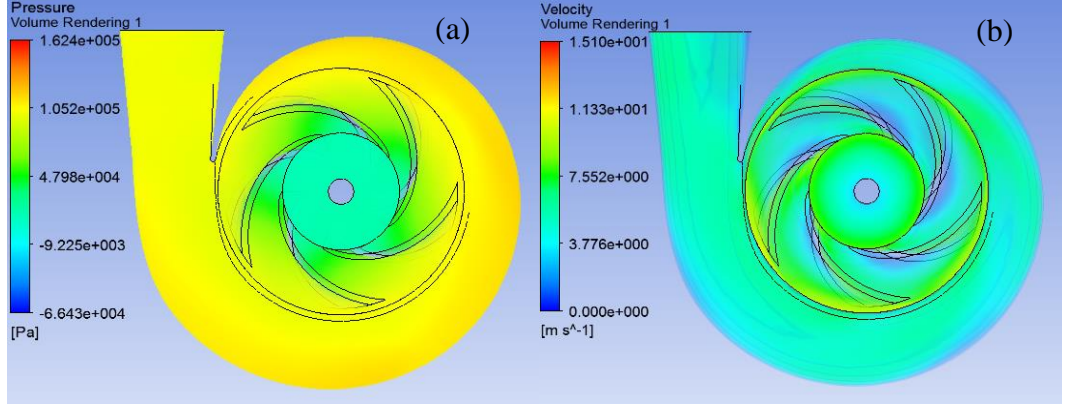 Pressure
Volume Rendering 1
(a)
1.624e+005
1.052e+005
4.798e+004
-9.225e+003
-6.643e+004
[Pa]
Velocity
Volume Rendering 1
(b)
1.510e+001
1.133e+001
7.552e+000
3.776e+000
0.000e+000
[m s^-1]